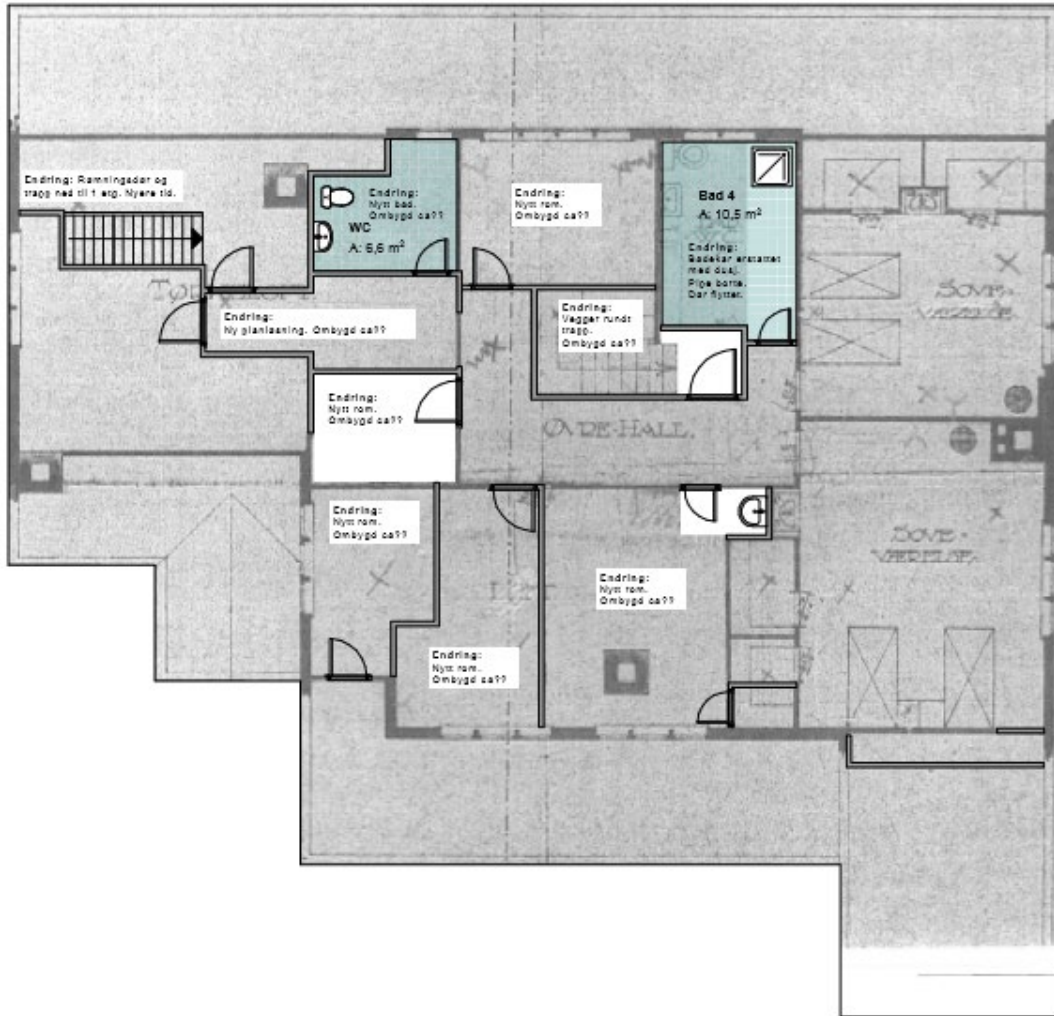 Endring: Rømningsdør og
trapp ned til 1 etg. Nyere tid.
Endring:
Nytt bad.
Ombygd ca??
WC
A: 6,6 m²
Endring:
Nytt rom.
Ombygd ca??
Bad 4
A: 10,5 m²
Endring:
Badekar erstattet
med dusj.
Pipe borte.
Dør flyttet.
SOVE-
VÆRELSE.
Endring:
Ny planløsning. Ombygd ca??
Endring:
Vegger rundt
trapp.
Ombygd ca??
Endring:
Nytt rom.
Ombygd ca??
ØVRE-HALL.
Endring:
Nytt rom.
Ombygd ca??
SOVE-
VÆRELSE.
Endring:
Nytt rom.
Ombygd ca??
Endring:
Nytt rom.
Ombygd ca??